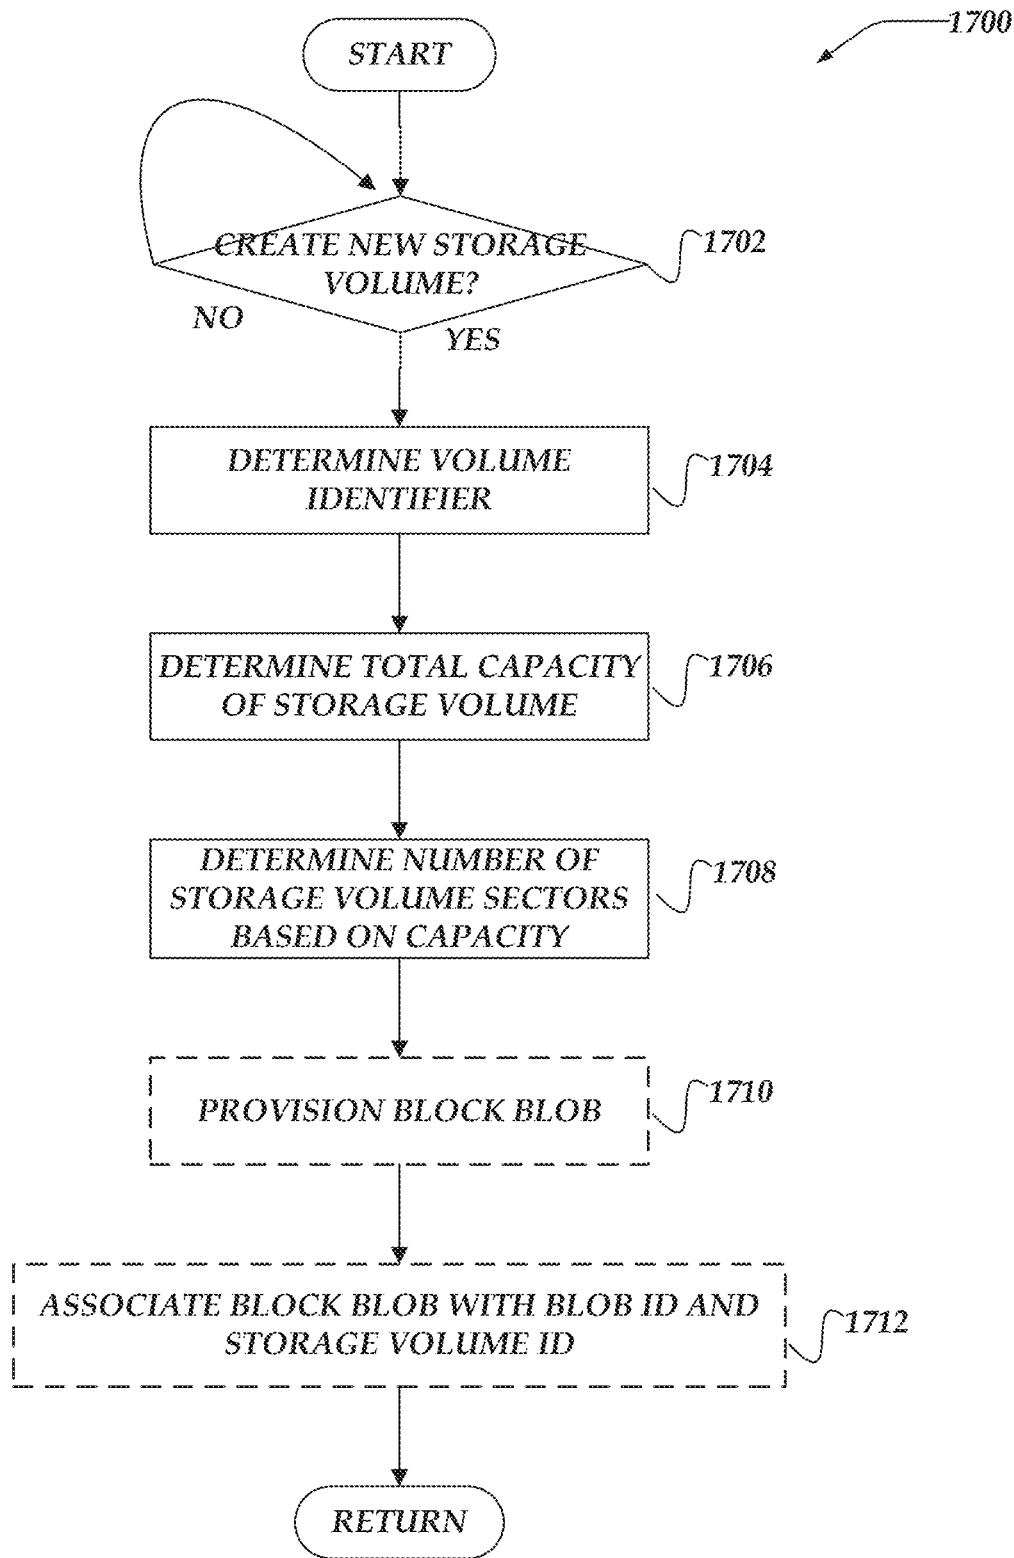 1700
START
CREATE NEW STORAGE
VOLUME?
1702
NO
YES
DETERMINE VOLUME
IDENTIFIER
1704
DETERMINE TOTAL CAPACITY
OF STORAGE VOLUME
1706
DETERMINE NUMBER OF
STORAGE VOLUME SECTORS
BASED ON CAPACITY
1708
PROVISION BLOCK BLOB
1710
ASSOCIATE BLOCK BLOB WITH BLOB ID AND
STORAGE VOLUME ID
1712
RETURN